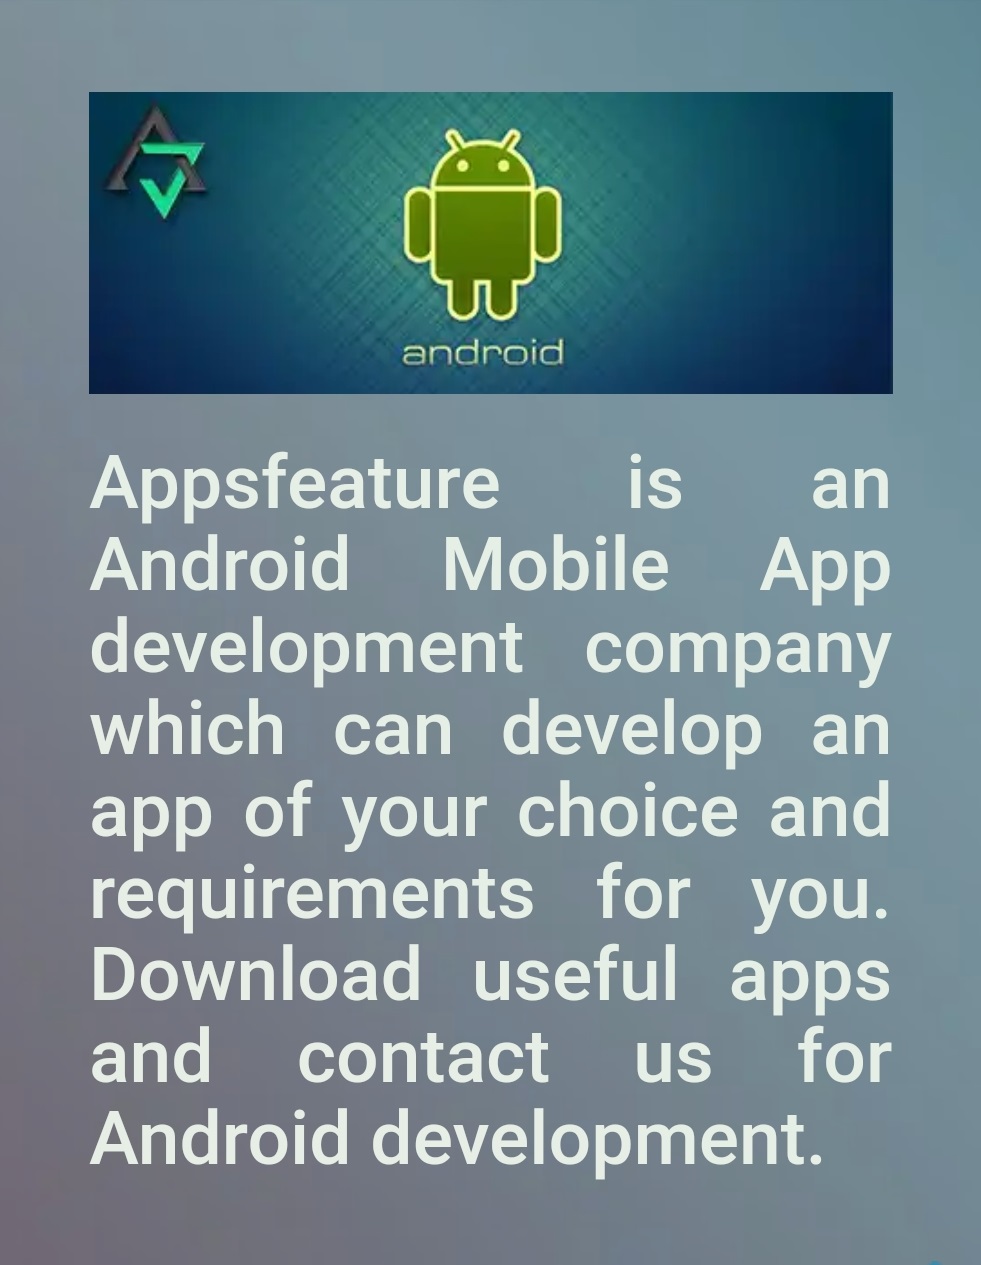 android
Appsfeature is an
Android Mobile App
development company
which can develop an
app of your choice and
requirements for you.
Download useful apps
and contact us for
Android development.